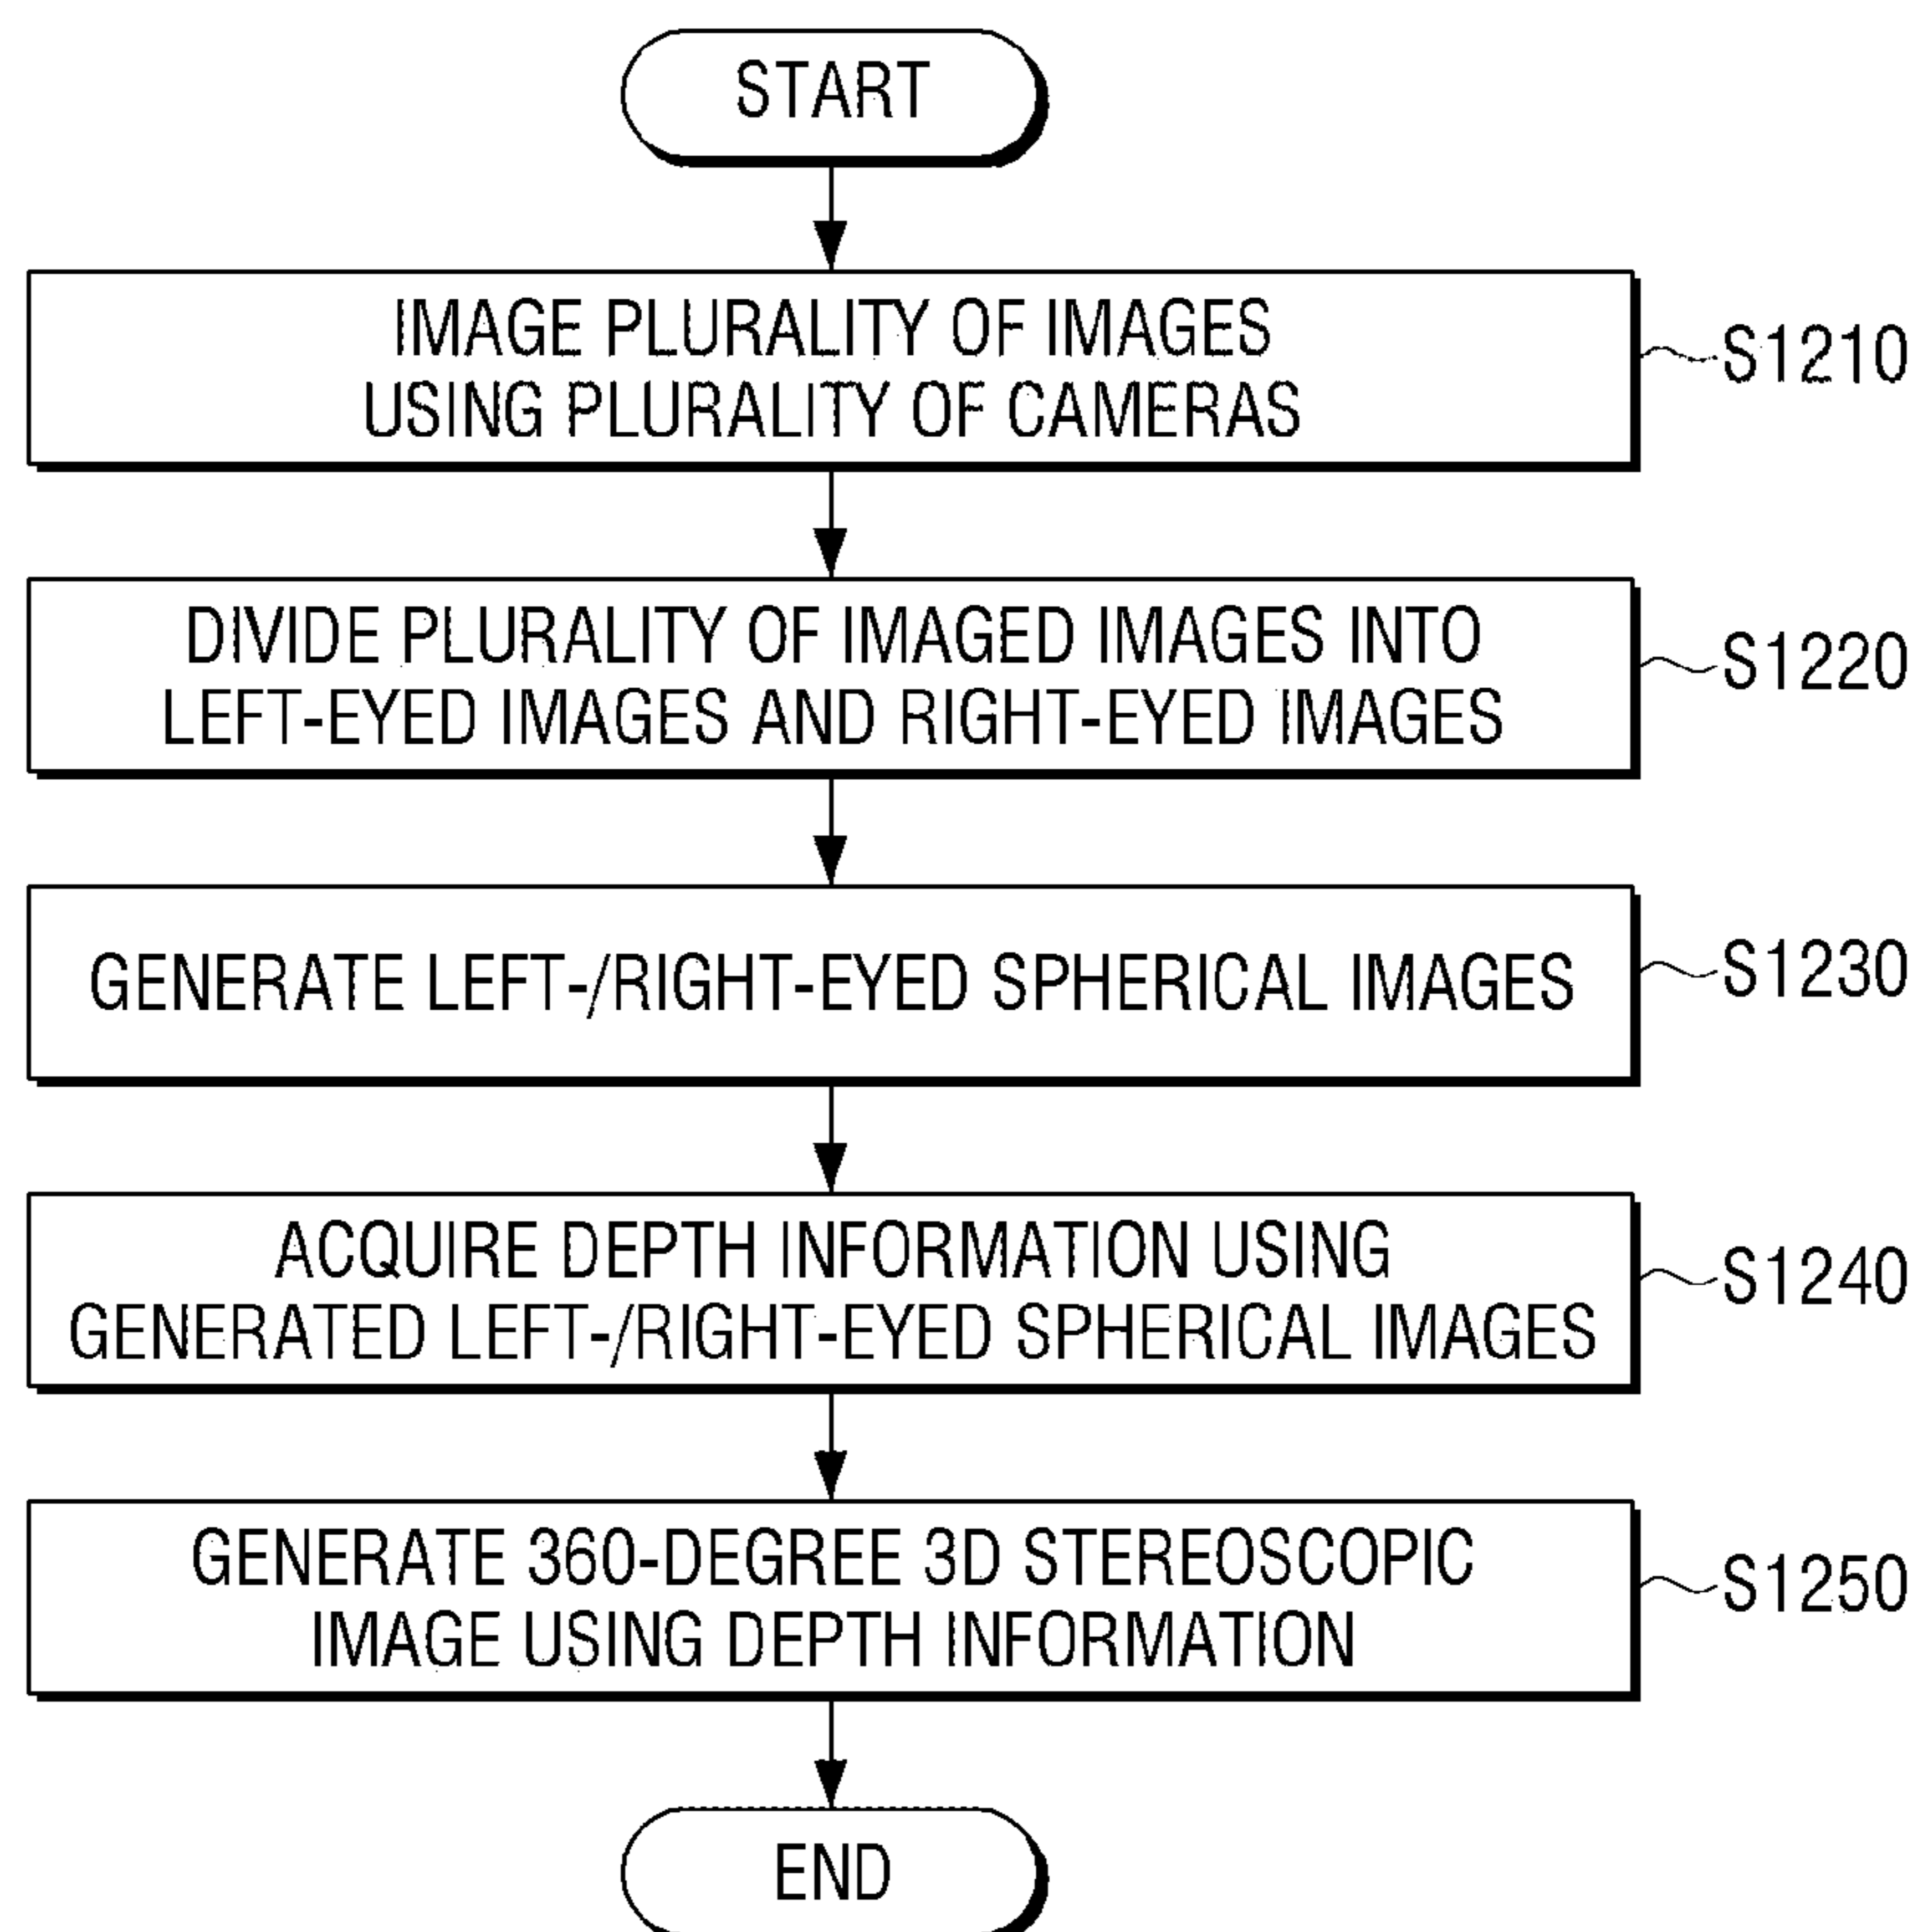 START
IMAGE PLURALITY OF IMAGES
USING PLURALITY OF CAMERAS
S1210
DIVIDE PLURALITY OF IMAGED IMAGES INTO
LEFT-EYED IMAGES AND RIGHT-EYED IMAGES
S1220
GENERATE LEFT -/RIGHT-EYED SPHERICAL IMAGES
S1230
ACQUIRE DEPTH INFORMATION USING
GENERATED LEFT-/RIGHT-EYED SPHERICAL IMAGES
S1240
GENERATE 360-DEGREE 3D STEREOSCOPIC
IMAGE USING DEPTH INFORMATION
S1250
END